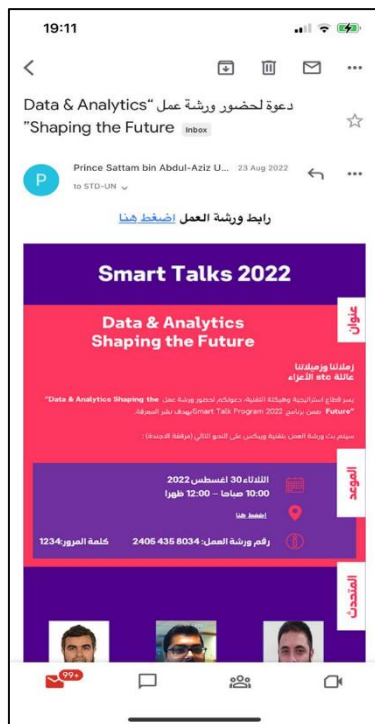 19:11
دعوة لحضور ورشة عمل “Data & Analytics
Shaping the Future” Inbox
P
Prince Sattam bin Abdul-Aziz U... 23 Aug 2022
to STD-UN
رابط ورشة العمل اضغط هنا
Smart Talks 2022
عنوان
Data & Analytics
Shaping the Future
زملائنا وزميلاتنا
عائلة stc الأعزاء
يسر قطاع استراتيجية وهيكلة التقنية، دعوتكم لحضور ورشة عمل "Data & Analytics Shaping the
Future" ضمن برنامج Smart Talk Program 2022 بهدف نشر المعرفة.
سيتم بث ورشة العمل بتقنية ويبكس على النحو التالي (مرفقة الاجندة) :
الموعد
الثلاثاء 30 اغسطس 2022
10:00 صباحا – 12:00 ظهرا
اضغط هنا
رقم ورشة العمل: 2405 435 8034 كلمة المرور:1234
المتحدث
99+